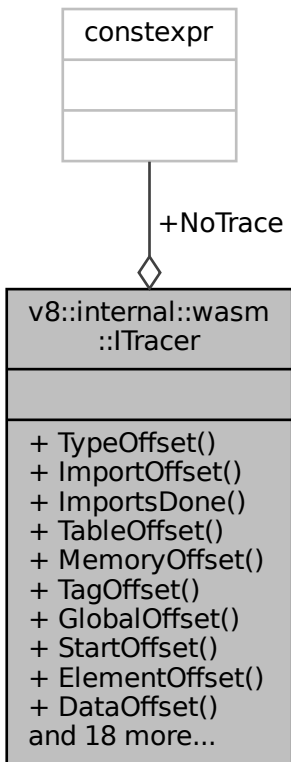 constexpr
+NoTrace
v8::internal::wasm
::ITracer
+ TypeOffset()
+ ImportOffset()
+ ImportsDone()
+ TableOffset()
+ MemoryOffset()
+ TagOffset()
+ GlobalOffset()
+ StartOffset()
+ ElementOffset()
+ DataOffset()
and 18 more...